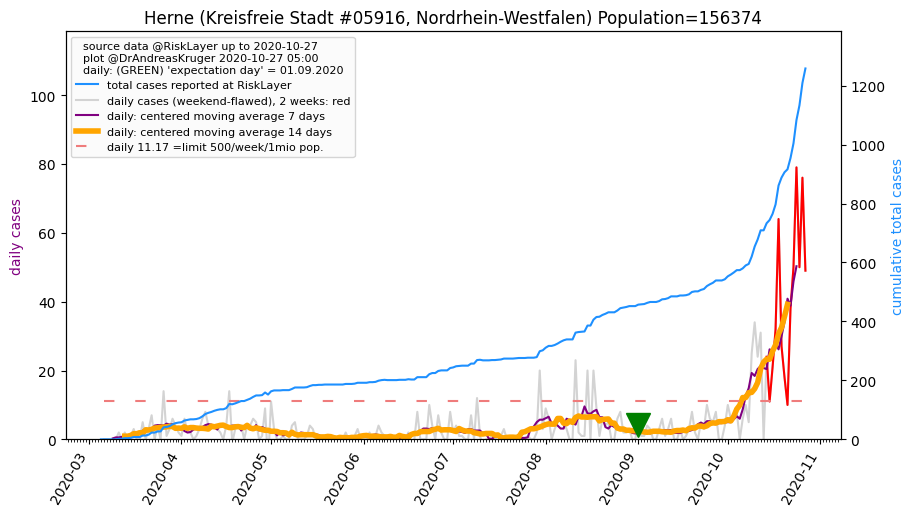 Herne (Kreisfreie Stadt #05916, Nordrhein-Westfalen) Population=156374
source data @RiskLayer up to 2020-10-27
plot @DrAndreasKruger 2020-10-27 05:00
daily: (GREEN) 'expectation day' = 01.09.2020
total cases reported at RiskLayer
daily cases (weekend-flawed), 2 weeks: red
daily: centered moving average 7 days
daily: centered moving average 14 days
daily 11.17 =limit 500/week/1mio pop.
daily cases
100
80
60
40
20
0
cumulative total cases
1200
1000
800
600
400
200
0
2020-03
2020-04
2020-05
2020-06
2020-07
2020-08
2020-09
2020-10
2020-11